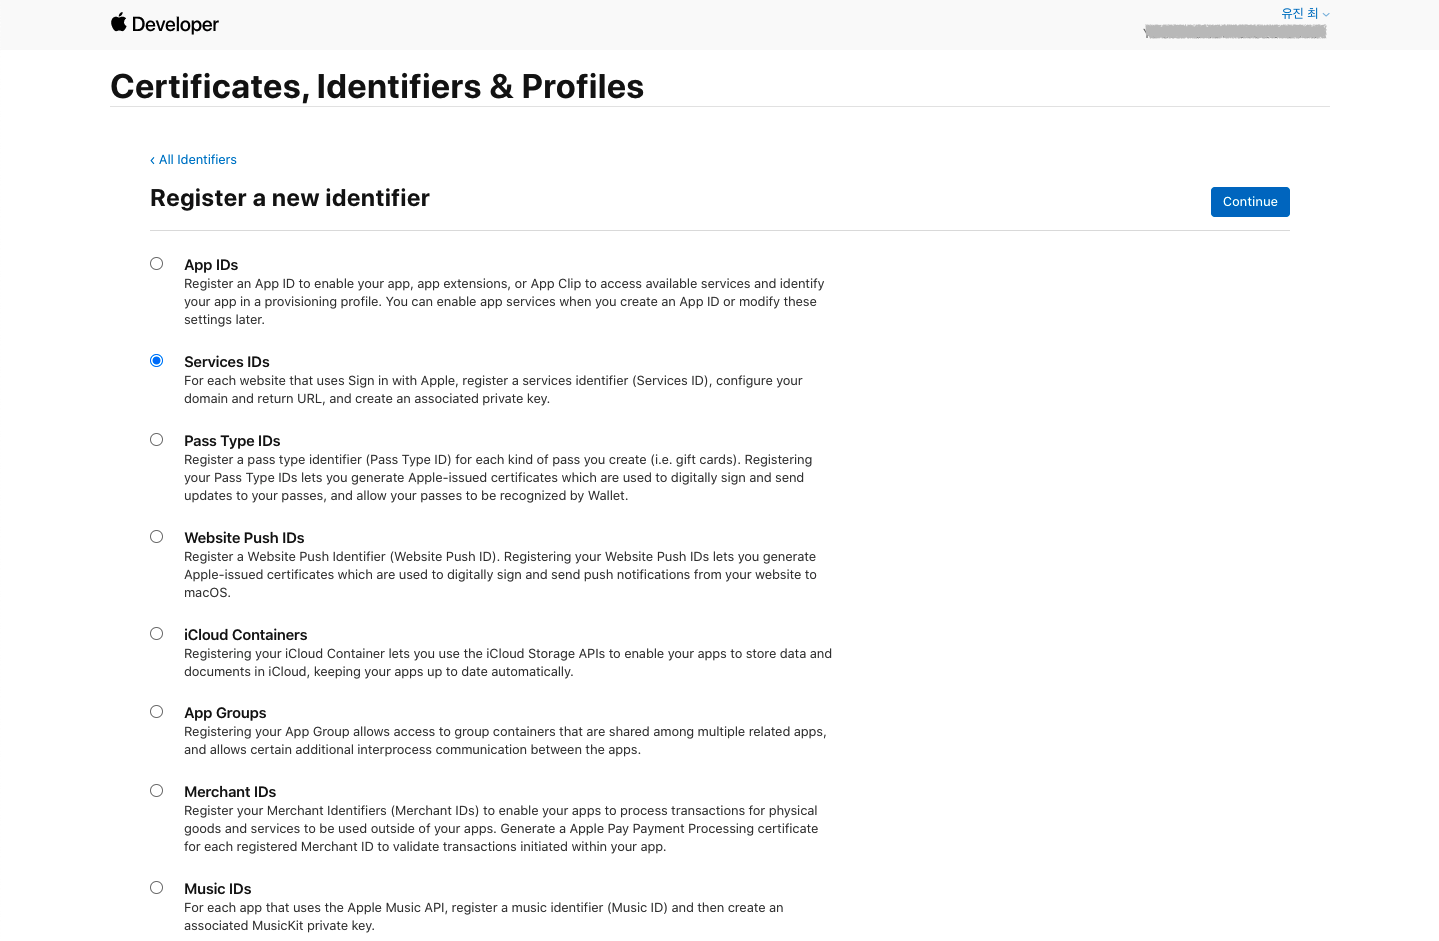 Developer
유진 최
Certificates, Identifiers & Profiles
‹ All Identifiers
Register a new identifier
Continue
App IDs
Register an App ID to enable your app, app extensions, or App Clip to access available services and identify
your app in a provisioning profile. You can enable app services when you create an App ID or modify these
settings later.
Services IDs
For each website that uses Sign in with Apple, register a services identifier (Services ID), configure your
domain and return URL, and create an associated private key.
Pass Type IDs
Register a pass type identifier (Pass Type ID) for each kind of pass you create (i.e. gift cards). Registering
your Pass Type IDs lets you generate Apple-issued certificates which are used to digitally sign and send
updates to your passes, and allow your passes to be recognized by Wallet.
Website Push IDs
Register a Website Push Identifier (Website Push ID). Registering your Website Push IDs lets you generate
Apple-issued certificates which are used to digitally sign and send push notifications from your website to
macOS.
iCloud Containers
Registering your iCloud Container lets you use the iCloud Storage APIs to enable your apps to store data and
documents in iCloud, keeping your apps up to date automatically.
App Groups
Registering your App Group allows access to group containers that are shared among multiple related apps,
and allows certain additional interprocess communication between the apps.
Merchant IDs
Register your Merchant Identifiers (Merchant IDs) to enable your apps to process transactions for physical
goods and services to be used outside of your apps. Generate a Apple Pay Payment Processing certificate
for each registered Merchant ID to validate transactions initiated within your app.
Music IDs
For each app that uses the Apple Music API, register a music identifier (Music ID) and then create an
associated MusicKit private key.